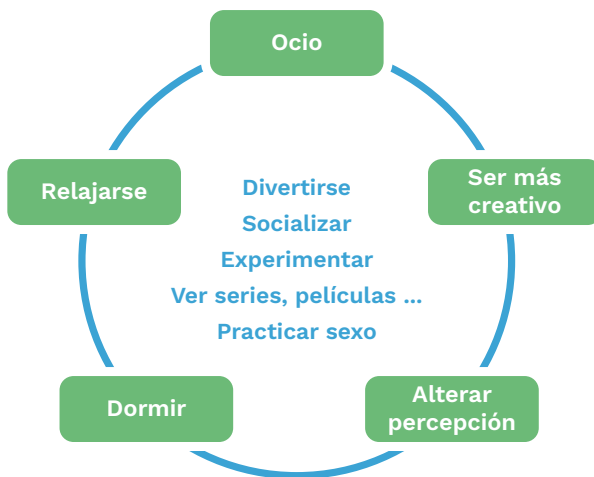 Ocio
Relajarse
Ser más
creativo
Divertirse
Socializar
Experimentar
Ver series, películas ...
Practicar sexo
Dormir
Alterar
percepción